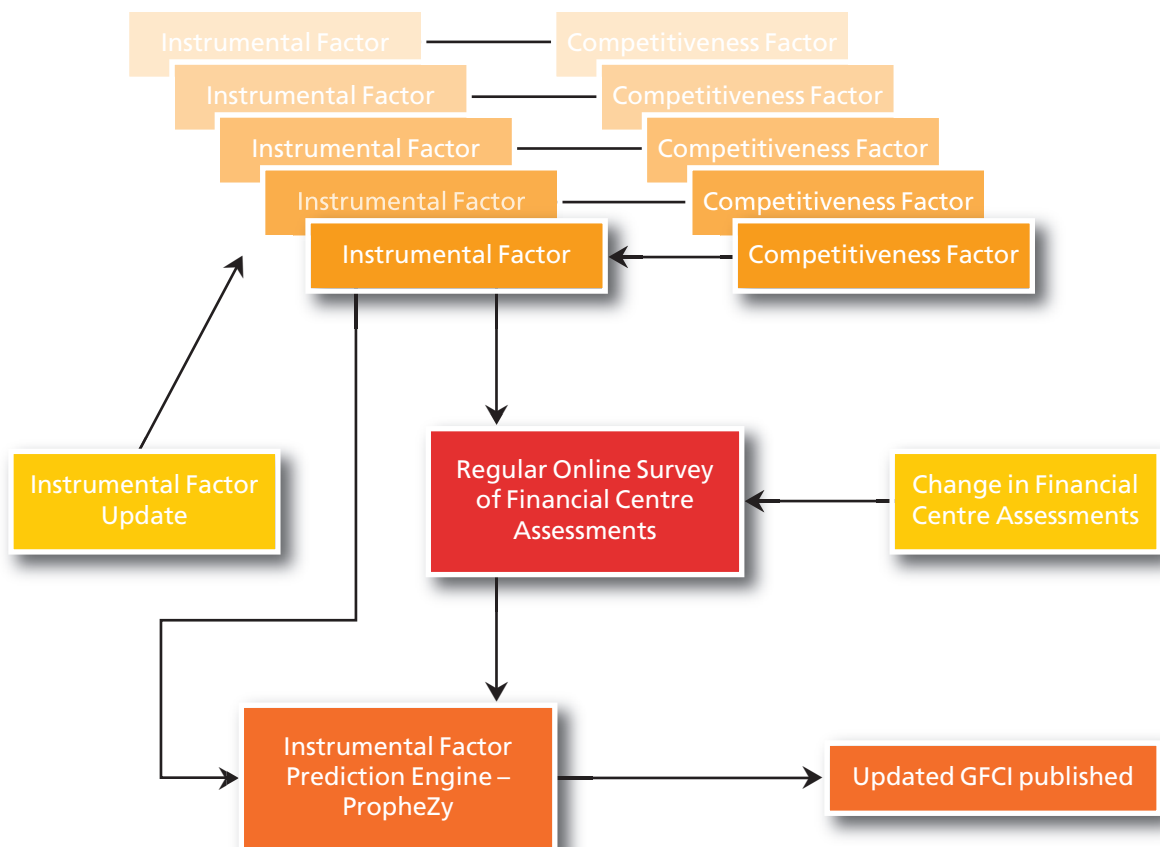 Instrumental Factor
Competitiveness Factor
Instrumental Factor
Competitiveness Factor
Instrumental Factor
Competitiveness Factor
Instrumental Factor
Competitiveness Factor
Instrumental Factor
Competitiveness Factor
Instrumental Factor
Update
Regular Online Survey
of Financial Centre
Assessments
Change in Financial
Centre Assessments
Instrumental Factor
Prediction Engine –
PropheZy
Updated GFCI published